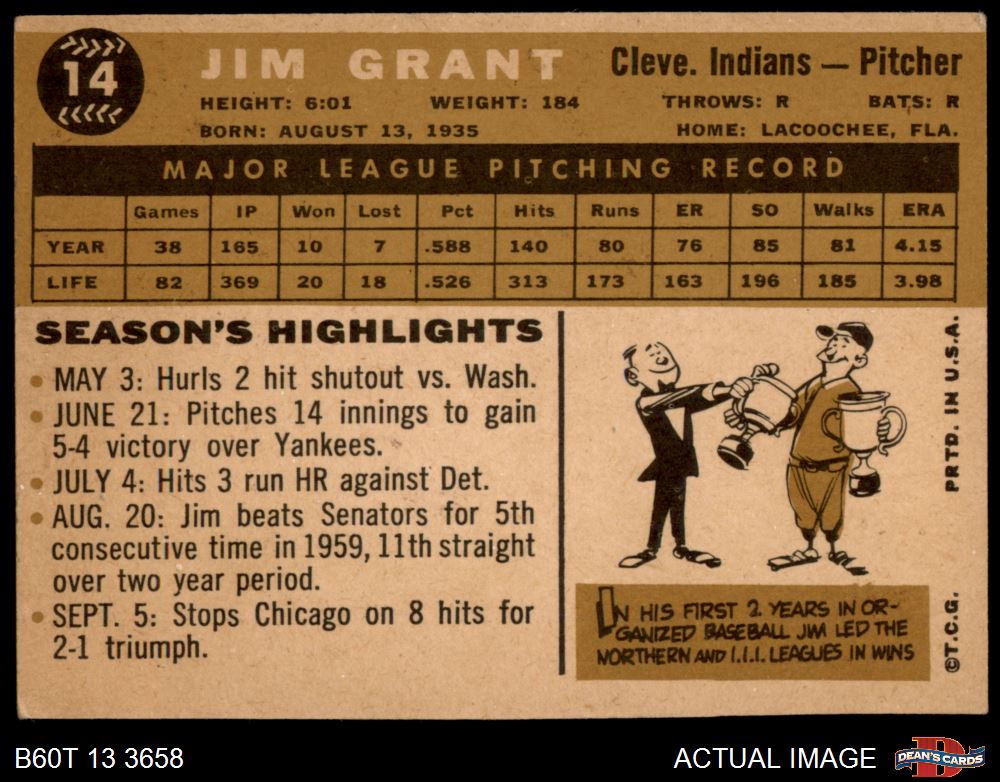 14
JIM GRANT
Cleve. Indians — Pitcher
HEIGHT: 6:01 WEIGHT: 184 THROWS: R BATS: R
BORN: AUGUST 13, 1935 HOME: LACOOCHEE, FLA.
MAJOR LEAGUE PITCHING RECORD
Games IP Won Lost Pct Hits Runs ER SO Walks ERA
YEAR 38 165 10 7 .588 140 80 76 85 81 4.15
LIFE 82 369 20 18 .526 313 173 163 196 185 3.98
SEASON'S HIGHLIGHTS
• MAY 3: Hurls 2 hit shutout vs. Wash.
• JUNE 21: Pitches 14 innings to gain
5-4 victory over Yankees.
• JULY 4: Hits 3 run HR against Det.
• AUG. 20: Jim beats Senators for 5th
consecutive time in 1959, 11th straight
over two year period.
• SEPT. 5: Stops Chicago on 8 hits for
2-1 triumph.
IN HIS FIRST 2 YEARS IN OR-
GANIZED BASEBALL JIM LED THE
NORTHERN AND I.I.I. LEAGUES IN WINS
©T.C.G. PRTD. IN U.S.A.
B60T 13 3658
ACTUAL IMAGE
D
DEAN'S CARDS